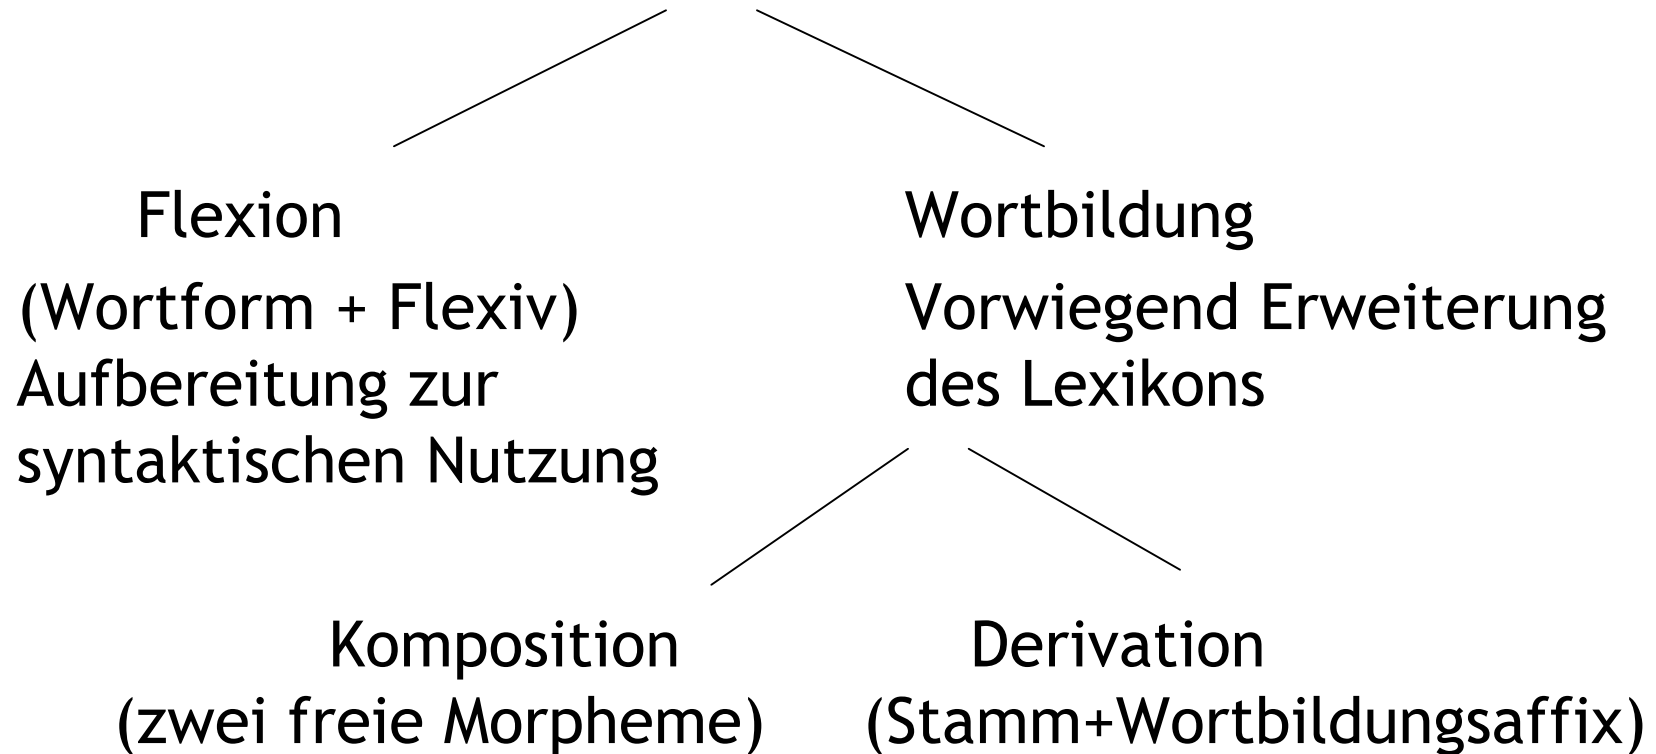 Flexion
Wortbildung
(Wortform + Flexiv)
Aufbereitung zur
syntaktischen Nutzung
Vorwiegend Erweiterung
des Lexikons
Komposition
(zwei freie Morpheme)
Derivation
(Stamm+Wortbildungsaffix)